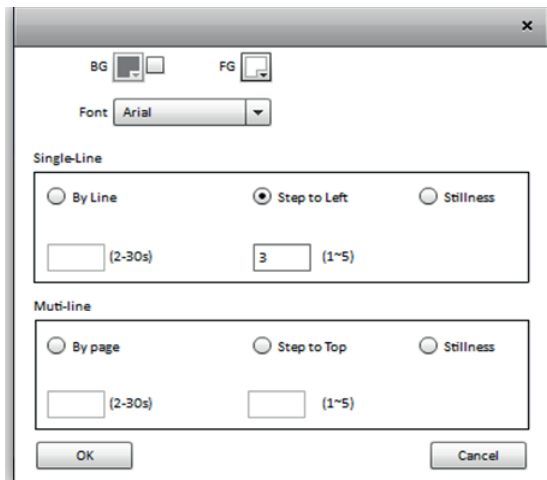 ×
BG FG
Font Arial
Single-Line
By Line Step to Left Stillness
(2-30s) 3 (1~5)
Muti-line
By page Step to Top Stillness
(2-30s) (1~5)
OK Cancel